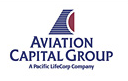 AVIATION
CAPITAL GROUP
A Pacific LifeCorp Company